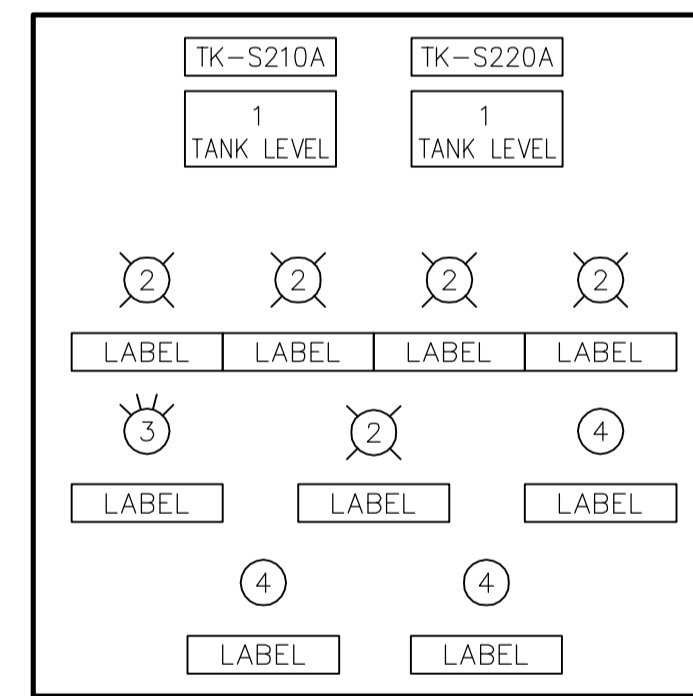 TK-S210A TK-S220A
1 1
TANK LEVEL TANK LEVEL
2 2 2 2
LABEL LABEL LABEL LABEL
3 2 4
LABEL LABEL LABEL
4 4
LABEL LABEL